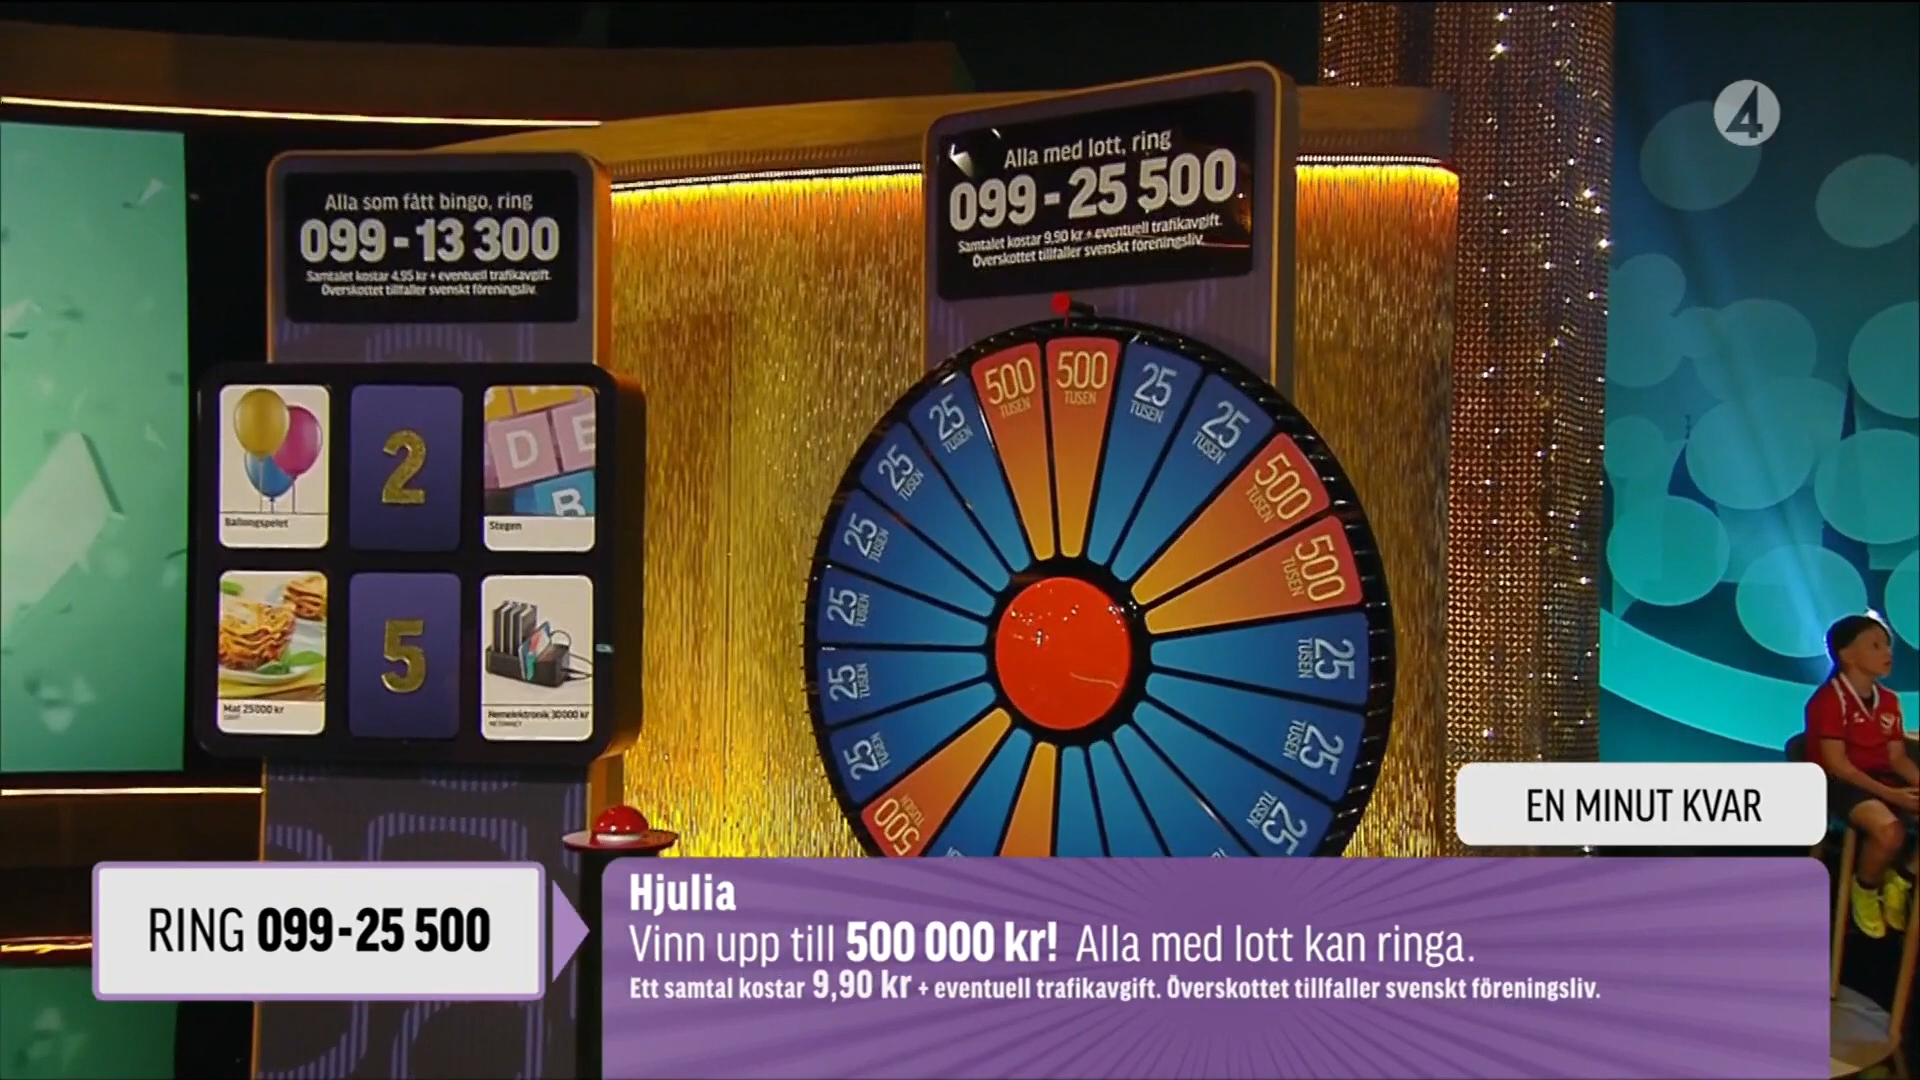 4
Alla som fått bingo, ring
099-13 300
Samtalet kostar 4,95 kr + eventuell trafikavgift.
Överskottet tillfaller svenskt föreningsliv.
Alla med lott, ring
099-25 500
Samtalet kostar 9,90 kr + eventuell trafikavgift.
Överskottet tillfaller svenskt föreningsliv.
Ballongspelet
2
D E
B
Stegen
Mat 25000 kr
5
Hemelektronik 30000 kr
25 TUSEN
25 TUSEN
25 TUSEN
25 TUSEN
25 TUSEN
25 TUSEN
500 TUSEN
500 TUSEN
25 TUSEN
25 TUSEN
500 TUSEN
500 TUSEN
25 TUSEN
25 TUSEN
25 TUSEN
500 TUSEN
EN MINUT KVAR
RING 099-25 500
Hjulia
Vinn upp till 500 000 kr! Alla med lott kan ringa.
Ett samtal kostar 9,90 kr + eventuell trafikavgift. Överskottet tillfaller svenskt föreningsliv.